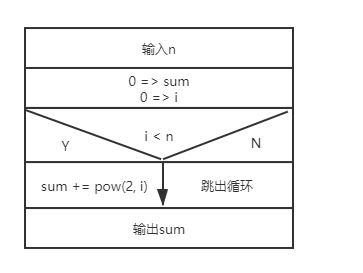 输入n
0 => sum
0 => i
i < n
Y
N
sum += pow(2, i)
跳出循环
输出sum